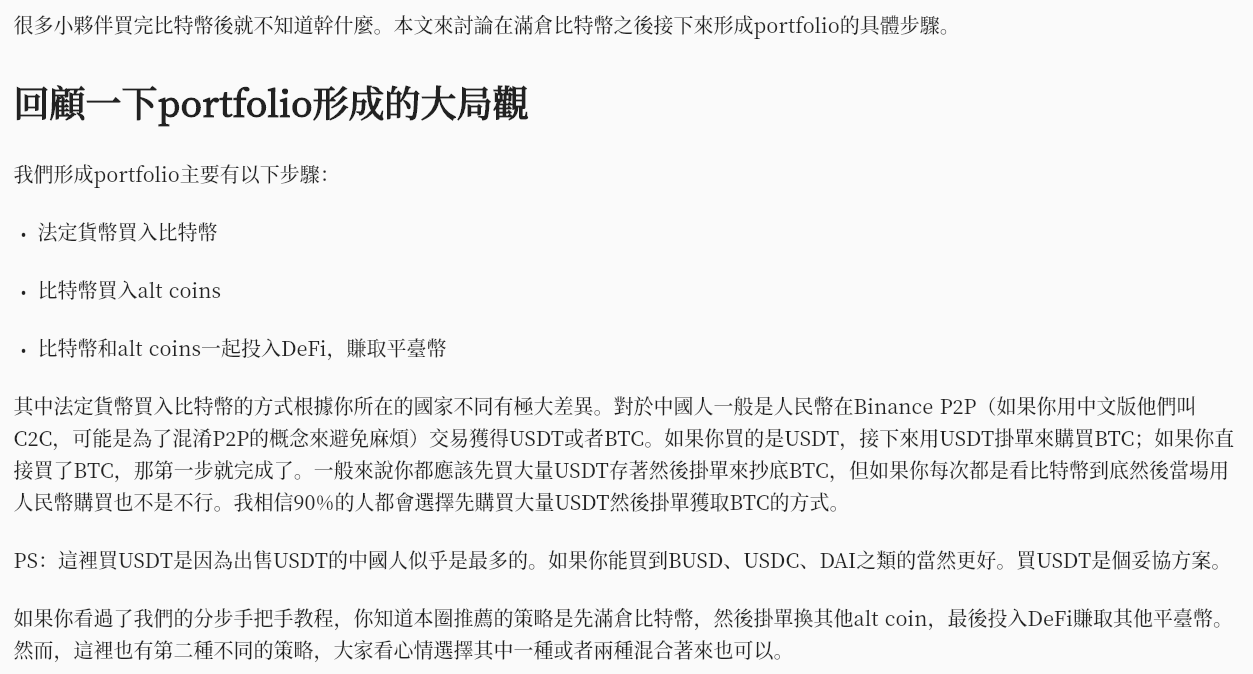 很多小夥伴買完比特幣後就不知道幹什麼。本文來討論在滿倉比特幣之後接下來形成portfolio的具體步驟。
回顧一下portfolio形成的大局觀
我們形成portfolio主要有以下步驟：
• 法定貨幣買入比特幣
• 比特幣買入alt coins
• 比特幣和alt coins一起投入DeFi，賺取平臺幣
其中法定貨幣買入比特幣的方式根據你所在的國家不同有極大差異。對於中國人一般是人民幣在Binance P2P（如果你用中文版他們叫
C2C，可能是為了混淆P2P的概念來避免麻煩）交易獲得USDT或者BTC。如果你買的是USDT，接下來用USDT掛單來購買BTC；如果你直
接買了BTC，那第一步就完成了。一般來說你都應該先買大量USDT存著然後掛單來抄底BTC，但如果你每次都是看比特幣到底然後當場用
人民幣購買也不是不行。我相信90%的人都會選擇先購買大量USDT然後掛單獲取BTC的方式。
PS：這裡買USDT是因為出售USDT的中國人似乎是最多的。如果你能買到BUSD、USDC、DAI之類的當然更好。買USDT是個妥協方案。
如果你看過了我們的分步手把手教程，你知道本圈推薦的策略是先滿倉比特幣，然後掛單換其他alt coin，最後投入DeFi賺取其他平臺幣。
然而，這裡也有第二種不同的策略，大家看心情選擇其中一種或者兩種混合著來也可以。